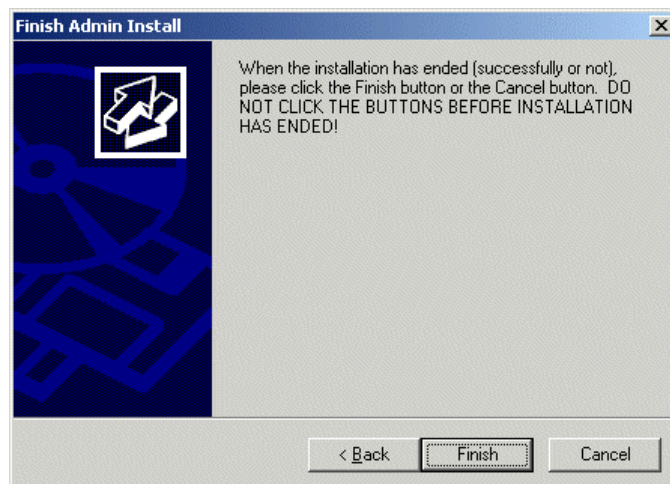 Finish Admin Install
When the installation has ended (successfully or not),
please click the Finish button or the Cancel button. DO
NOT CLICK THE BUTTONS BEFORE INSTALLATION
HAS ENDED!
< Back
Finish
Cancel